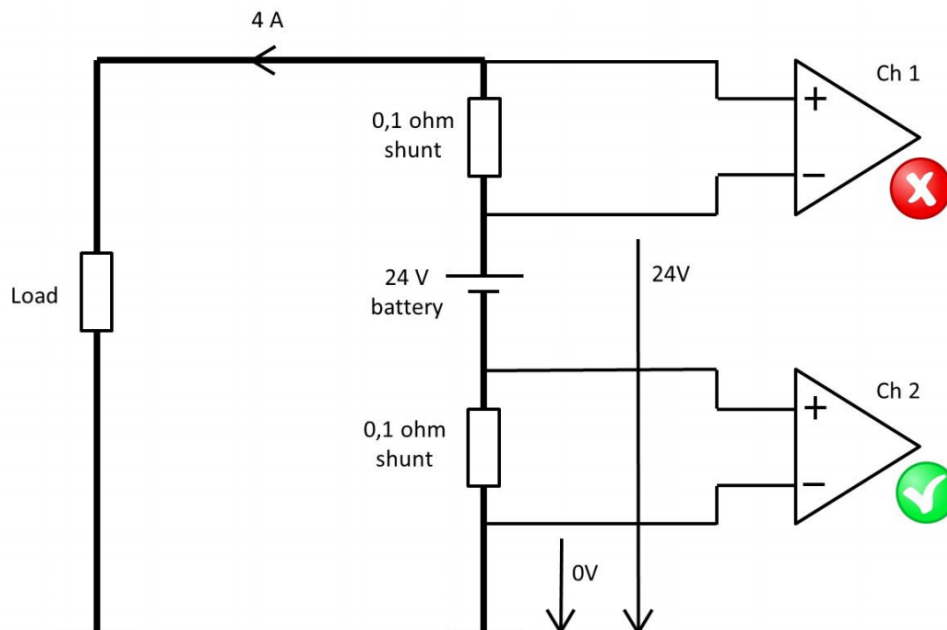 4 A
Ch 1
0,1 ohm
shunt
+
−
Load
24 V
battery
24V
Ch 2
0,1 ohm
shunt
+
−
0V